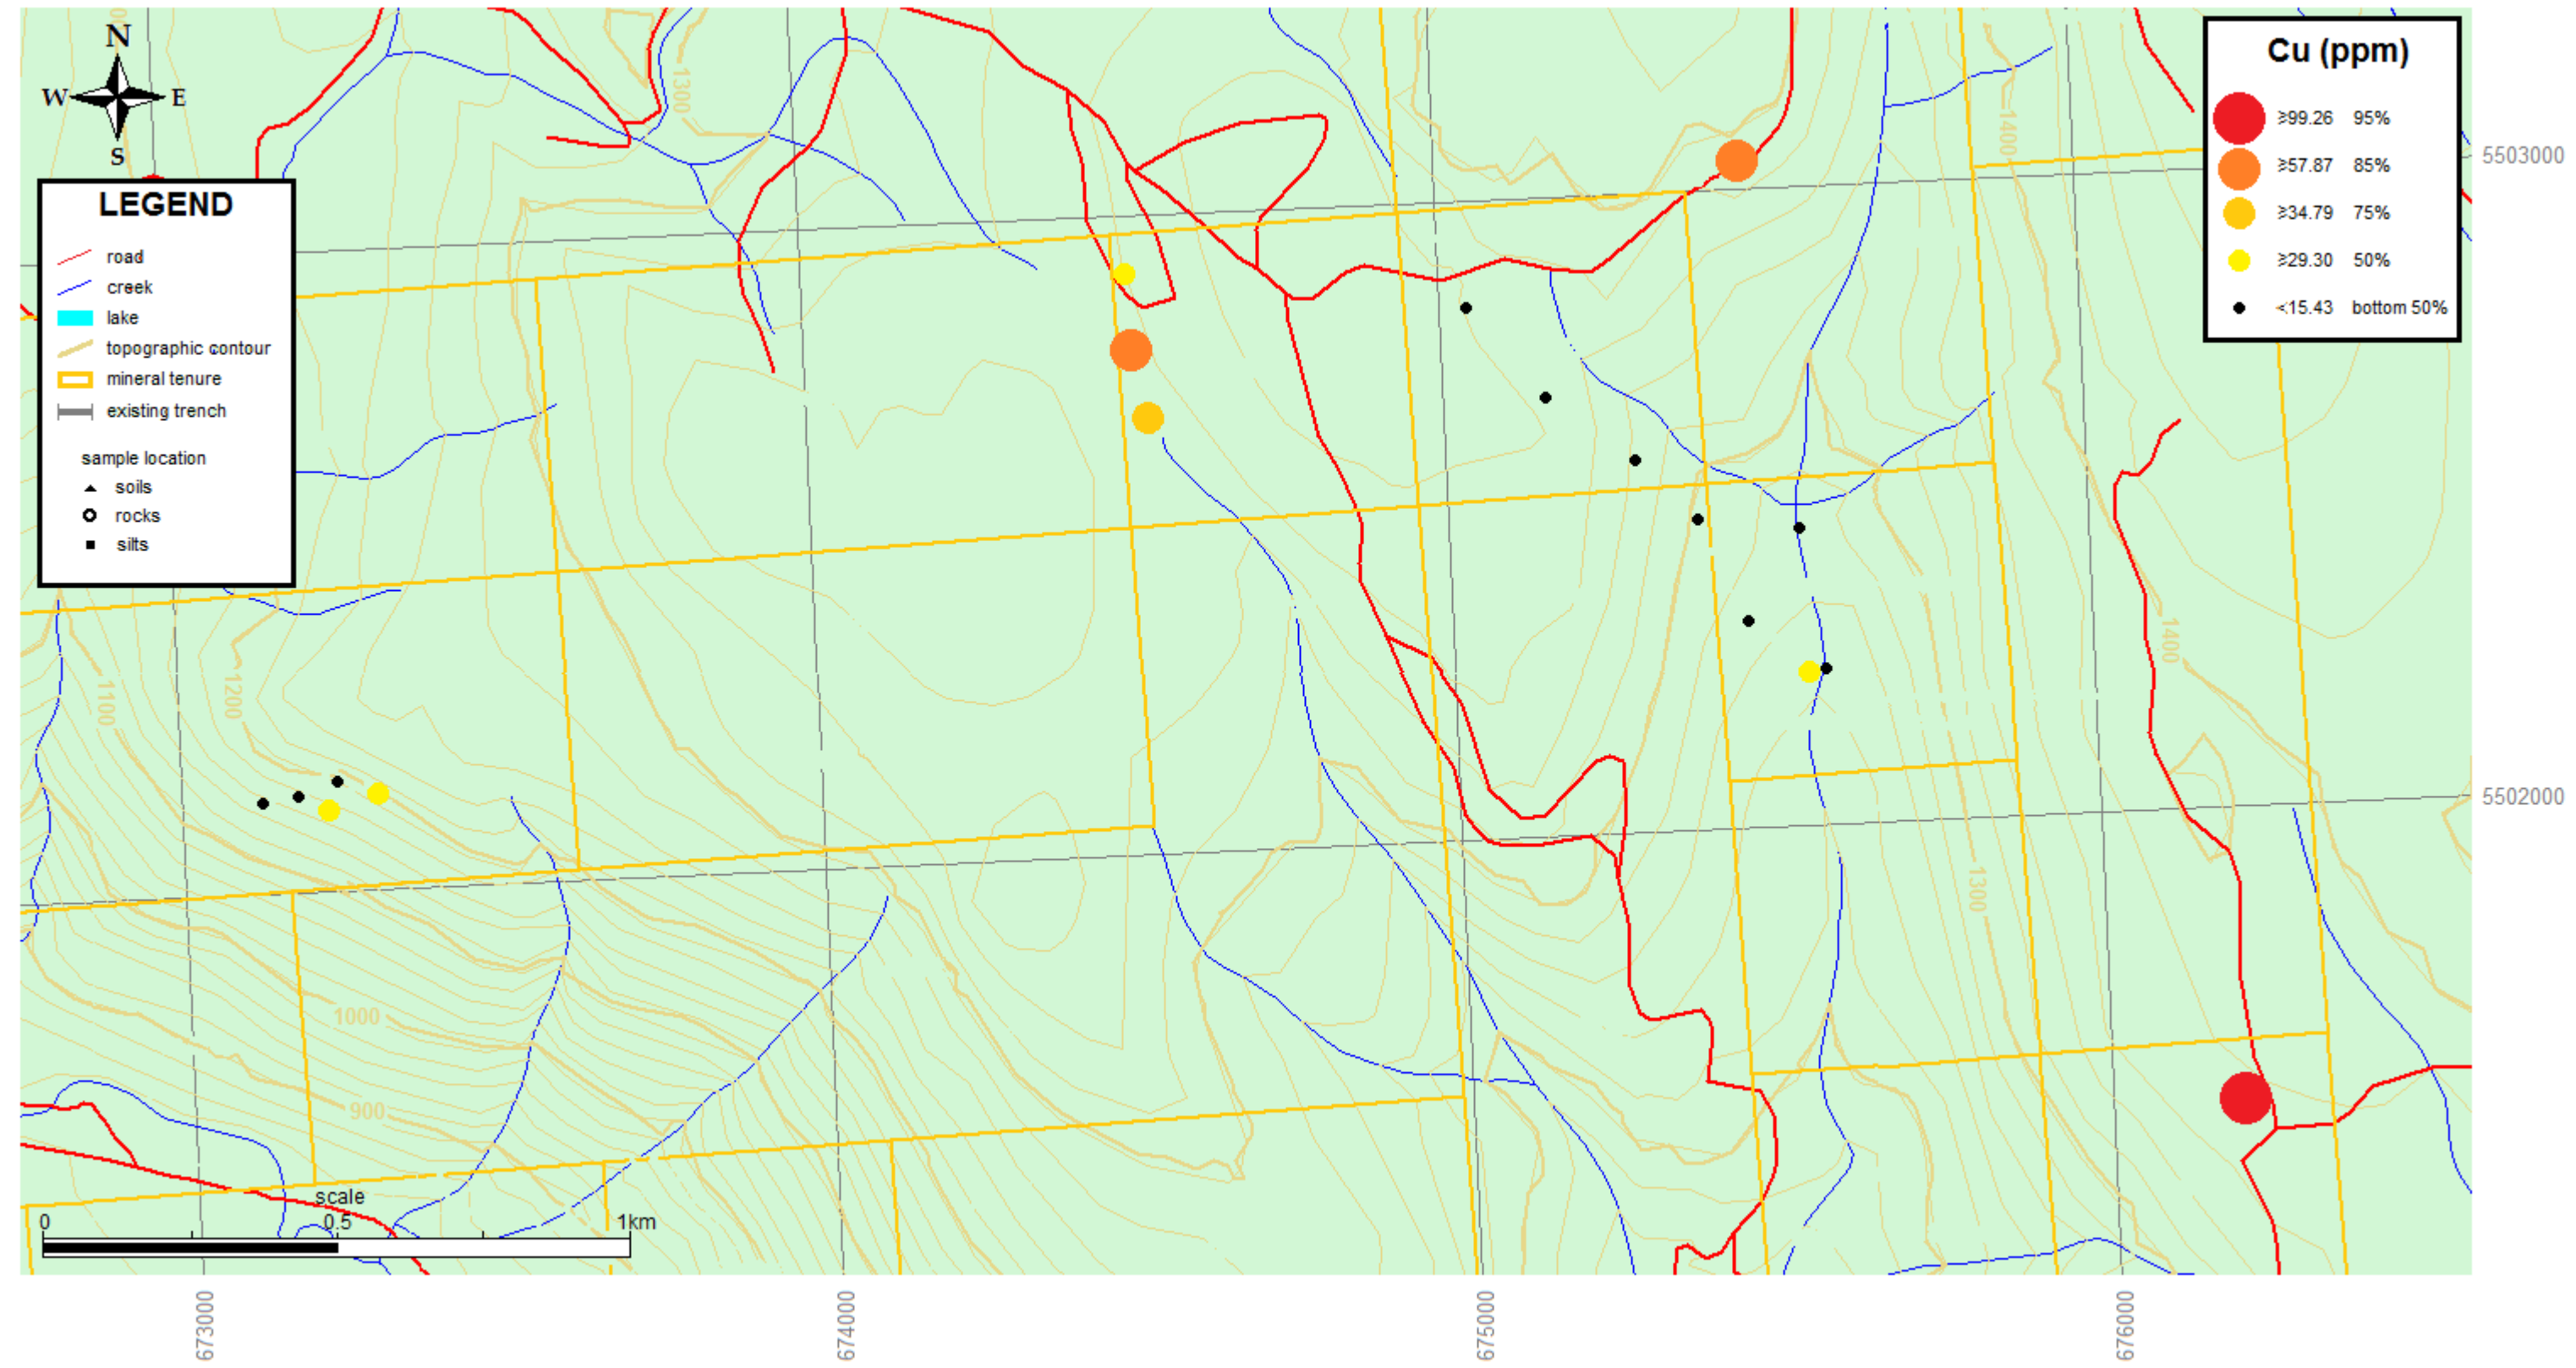 N
W E
S
LEGEND
road
creek
lake
topographic contour
mineral tenure
existing trench
sample location
soils
rocks
silts
Cu (ppm)
≥99.26 95%
≥57.87 85%
≥34.79 75%
≥29.30 50%
<15.43 bottom 50%
1300
1400
5503000
1100
1200
1400
5502000
1300
1000
900
scale
0 0.5 1km
673000
674000
675000
676000